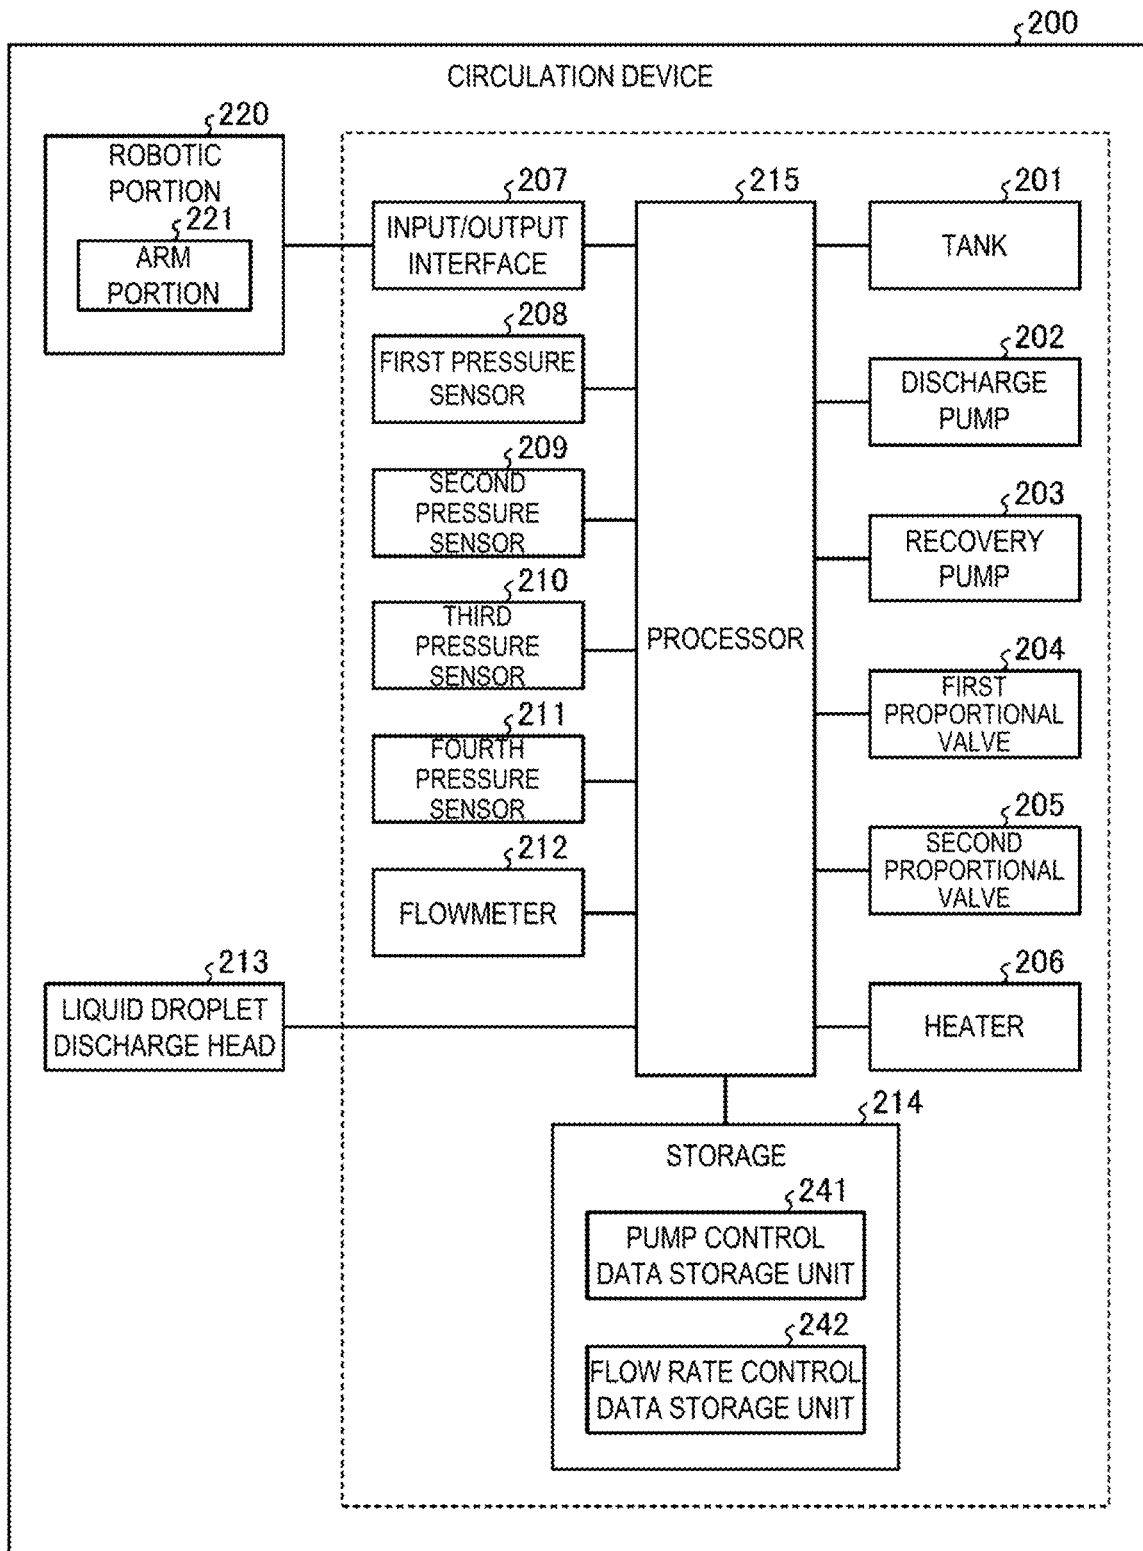 200
CIRCULATION DEVICE
220
ROBOTIC
PORTION
221
ARM
PORTION
207
INPUT/OUTPUT
INTERFACE
208
FIRST PRESSURE
SENSOR
209
SECOND
PRESSURE
SENSOR
210
THIRD
PRESSURE
SENSOR
211
FOURTH
PRESSURE
SENSOR
212
FLOWMETER
213
LIQUID DROPLET
DISCHARGE HEAD
215
PROCESSOR
201
TANK
202
DISCHARGE
PUMP
203
RECOVERY
PUMP
204
FIRST
PROPORTIONAL
VALVE
205
SECOND
PROPORTIONAL
VALVE
206
HEATER
214
STORAGE
241
PUMP CONTROL
DATA STORAGE UNIT
242
FLOW RATE CONTROL
DATA STORAGE UNIT